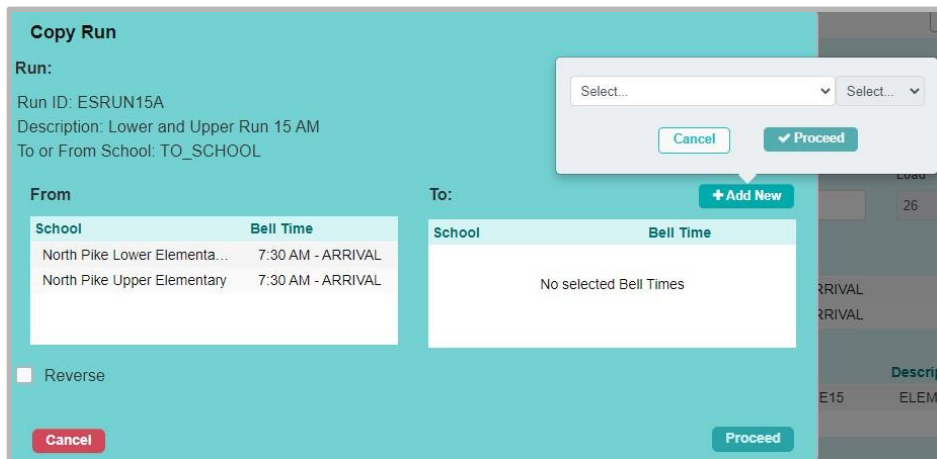 Copy Run
Run:
Run ID: ESRUN15A
Description: Lower and Upper Run 15 AM
To or From School: TO_SCHOOL
Select... Select...
Cancel Proceed
From To: + Add New
School Bell Time School Bell Time
North Pike Lower Elementa... 7:30 AM - ARRIVAL
North Pike Upper Elementary 7:30 AM - ARRIVAL
No selected Bell Times
Reverse
Cancel Proceed
Load
26
RRIVAL
RRIVAL
Descrip
E15 ELEM